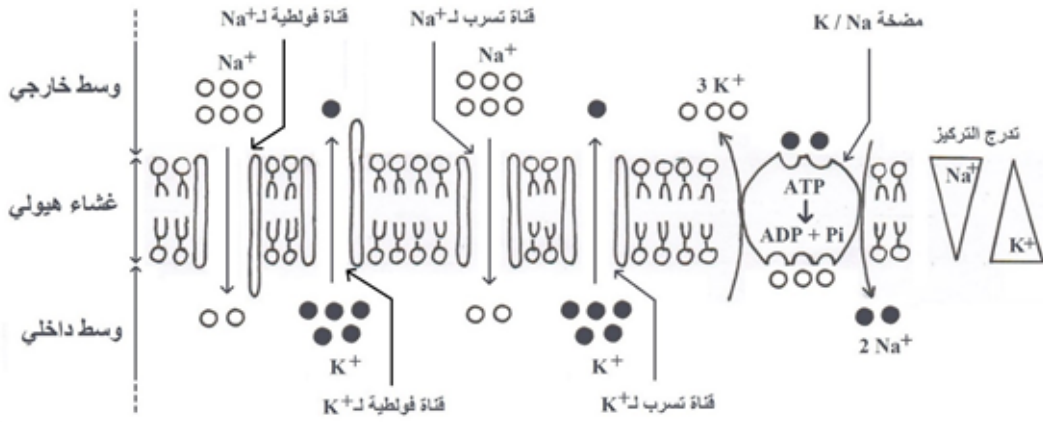 قناة فولطية لـ Na⁺
قناة تسرب لـ Na⁺
مضخة K / Na
Na⁺
Na⁺
3 K⁺
وسط خارجي
تدرج التركيز
غشاء هيولي
ATP
ADP + Pi
Na⁺
K⁺
وسط داخلي
K⁺
K⁺
2 Na⁺
قناة فولطية لـ K⁺
قناة تسرب لـ K⁺